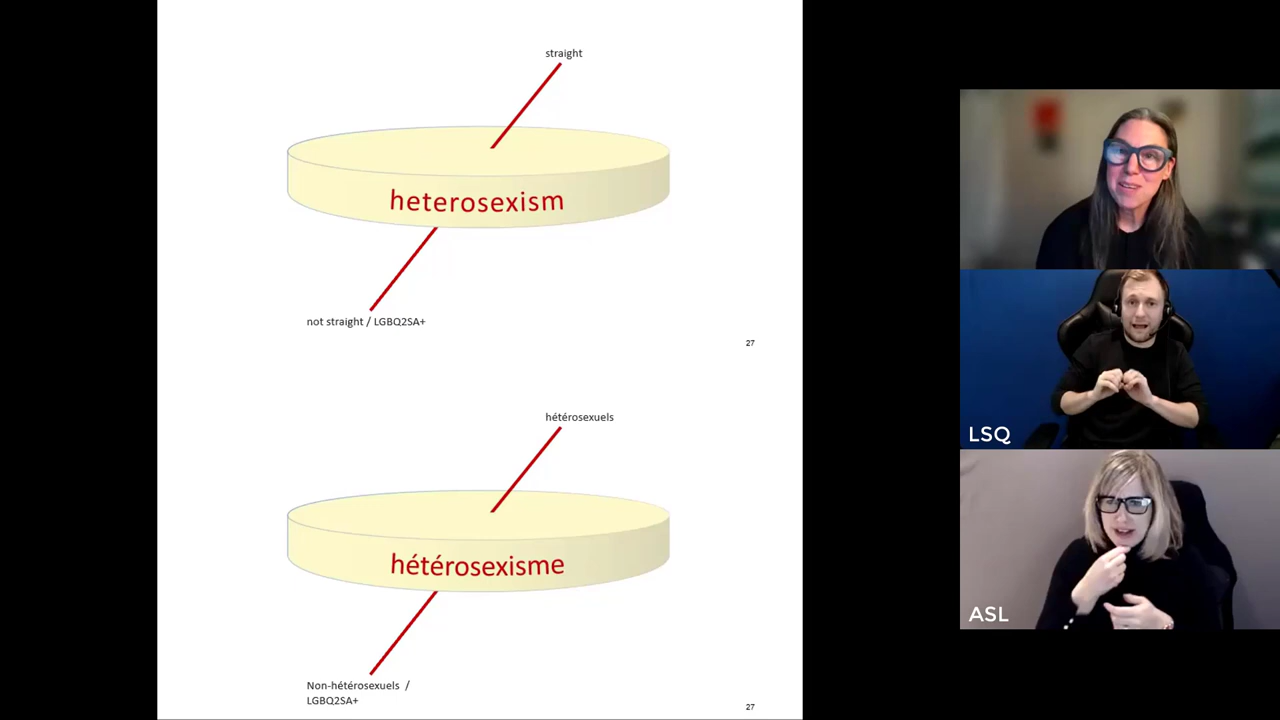 straight
heterosexism
not straight / LGBQ2SA+
27
hétérosexuels
hétérosexisme
Non-hétérosexuels /
LGBQ2SA+
27
LSQ
ASL